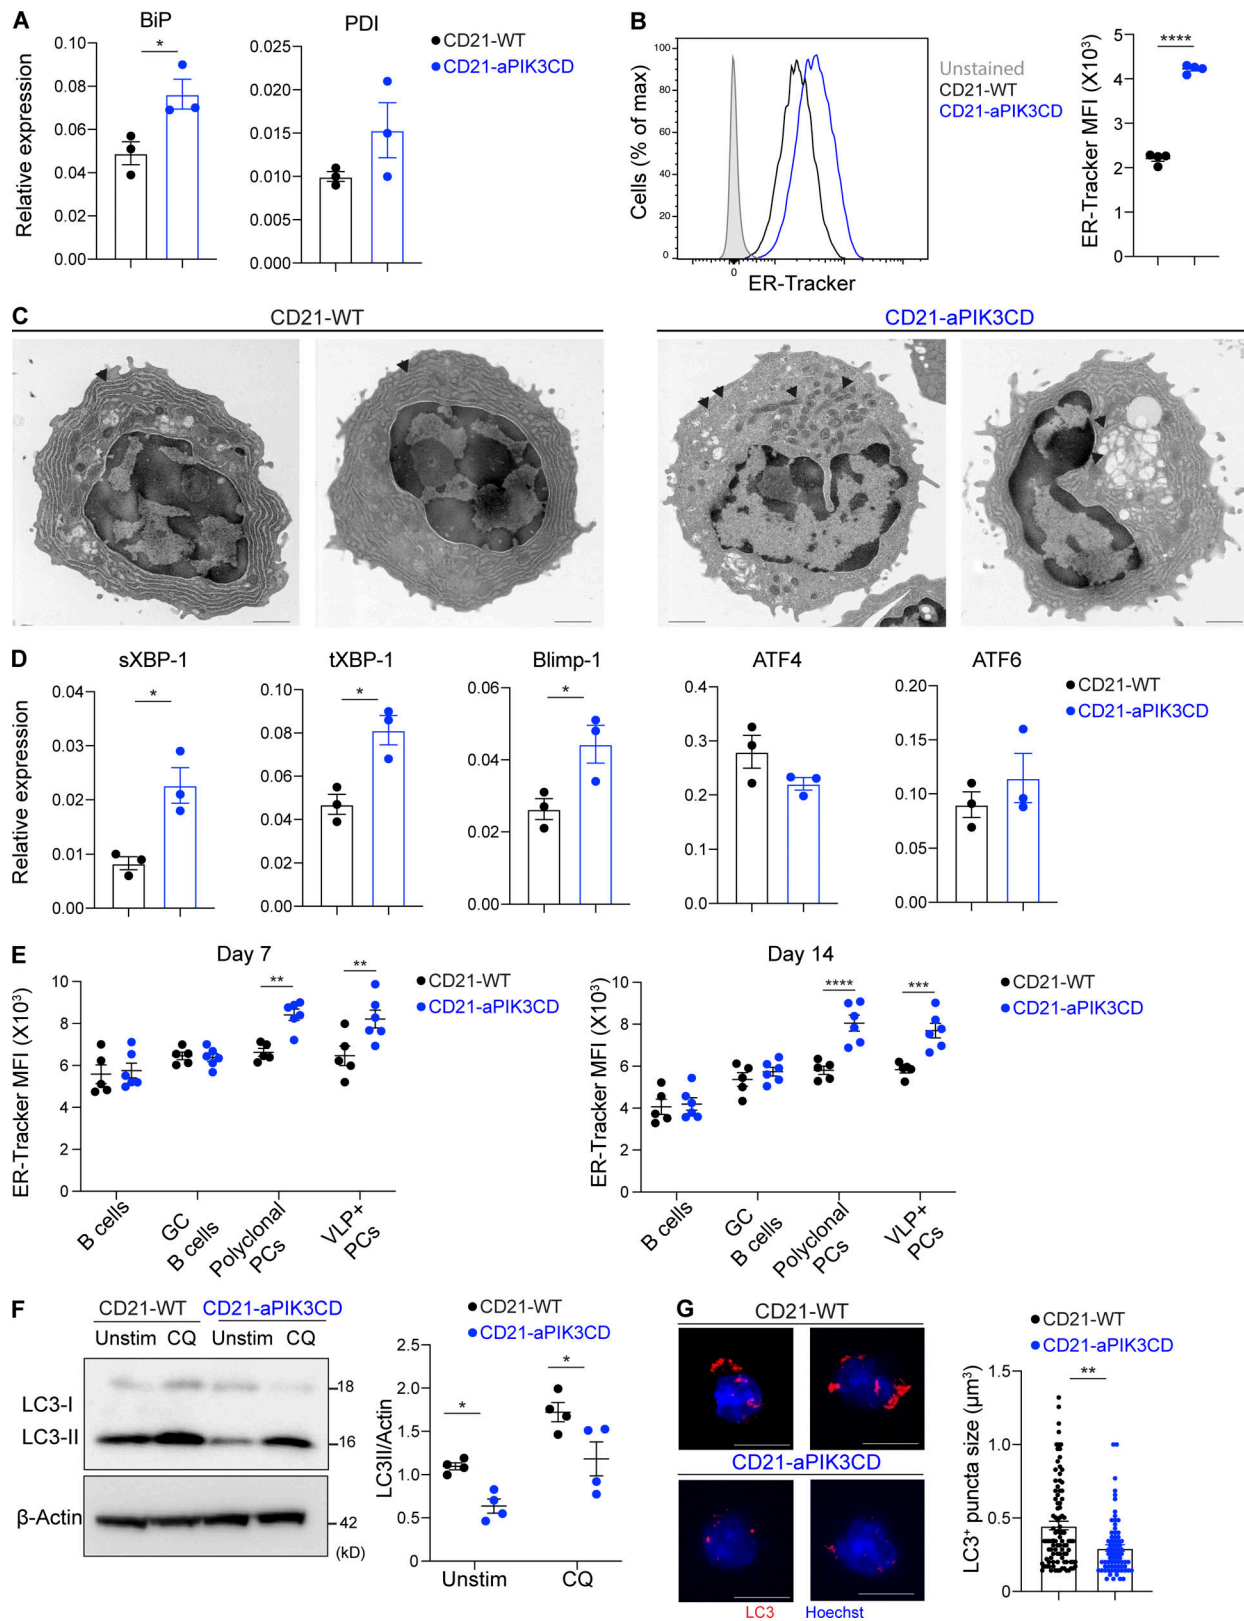 A
BiP
PDI
*
0.10
0.08
0.06
0.04
0.02
0.00
Relative expression
0.025
0.020
0.015
0.010
0.005
0.000
CD21-WT
CD21-aPIK3CD
B
100
80
60
40
20
0
Cells (% of max)
0
ER-Tracker
Unstained
CD21-WT
CD21-aPIK3CD
****
5
4
3
2
1
0
ER-Tracker MFI (X10³)
C
CD21-WT
CD21-aPIK3CD
D
sXBP-1
tXBP-1
Blimp-1
ATF4
ATF6
Relative expression
*
0.04
0.03
0.02
0.01
0.00
*
0.10
0.08
0.06
0.04
0.02
0.00
*
0.06
0.04
0.02
0.00
0.4
0.3
0.2
0.1
0.0
0.20
0.15
0.10
0.05
0.00
CD21-WT
CD21-aPIK3CD
E
Day 7
** **
10
8
6
4
2
0
ER-Tracker MFI (X10³)
B cells
GC
B cells
Polyclonal
PCs
VLP+
PCs
CD21-WT
CD21-aPIK3CD
Day 14
**** ***
10
8
6
4
2
0
ER-Tracker MFI (X10³)
B cells
GC
B cells
Polyclonal
PCs
VLP+
PCs
CD21-WT
CD21-aPIK3CD
F
CD21-WT CD21-aPIK3CD
Unstim CQ Unstim CQ
LC3-I
LC3-II
18
16
β-Actin
42
(kD)
CD21-WT
CD21-aPIK3CD
* *
2.5
2.0
1.5
1.0
0.5
0
LC3II/Actin
Unstim CQ
G
CD21-WT
CD21-aPIK3CD
LC3 Hoechst
CD21-WT
CD21-aPIK3CD
**
1.5
1.0
0.5
0.0
LC3⁺ puncta size (μm³)